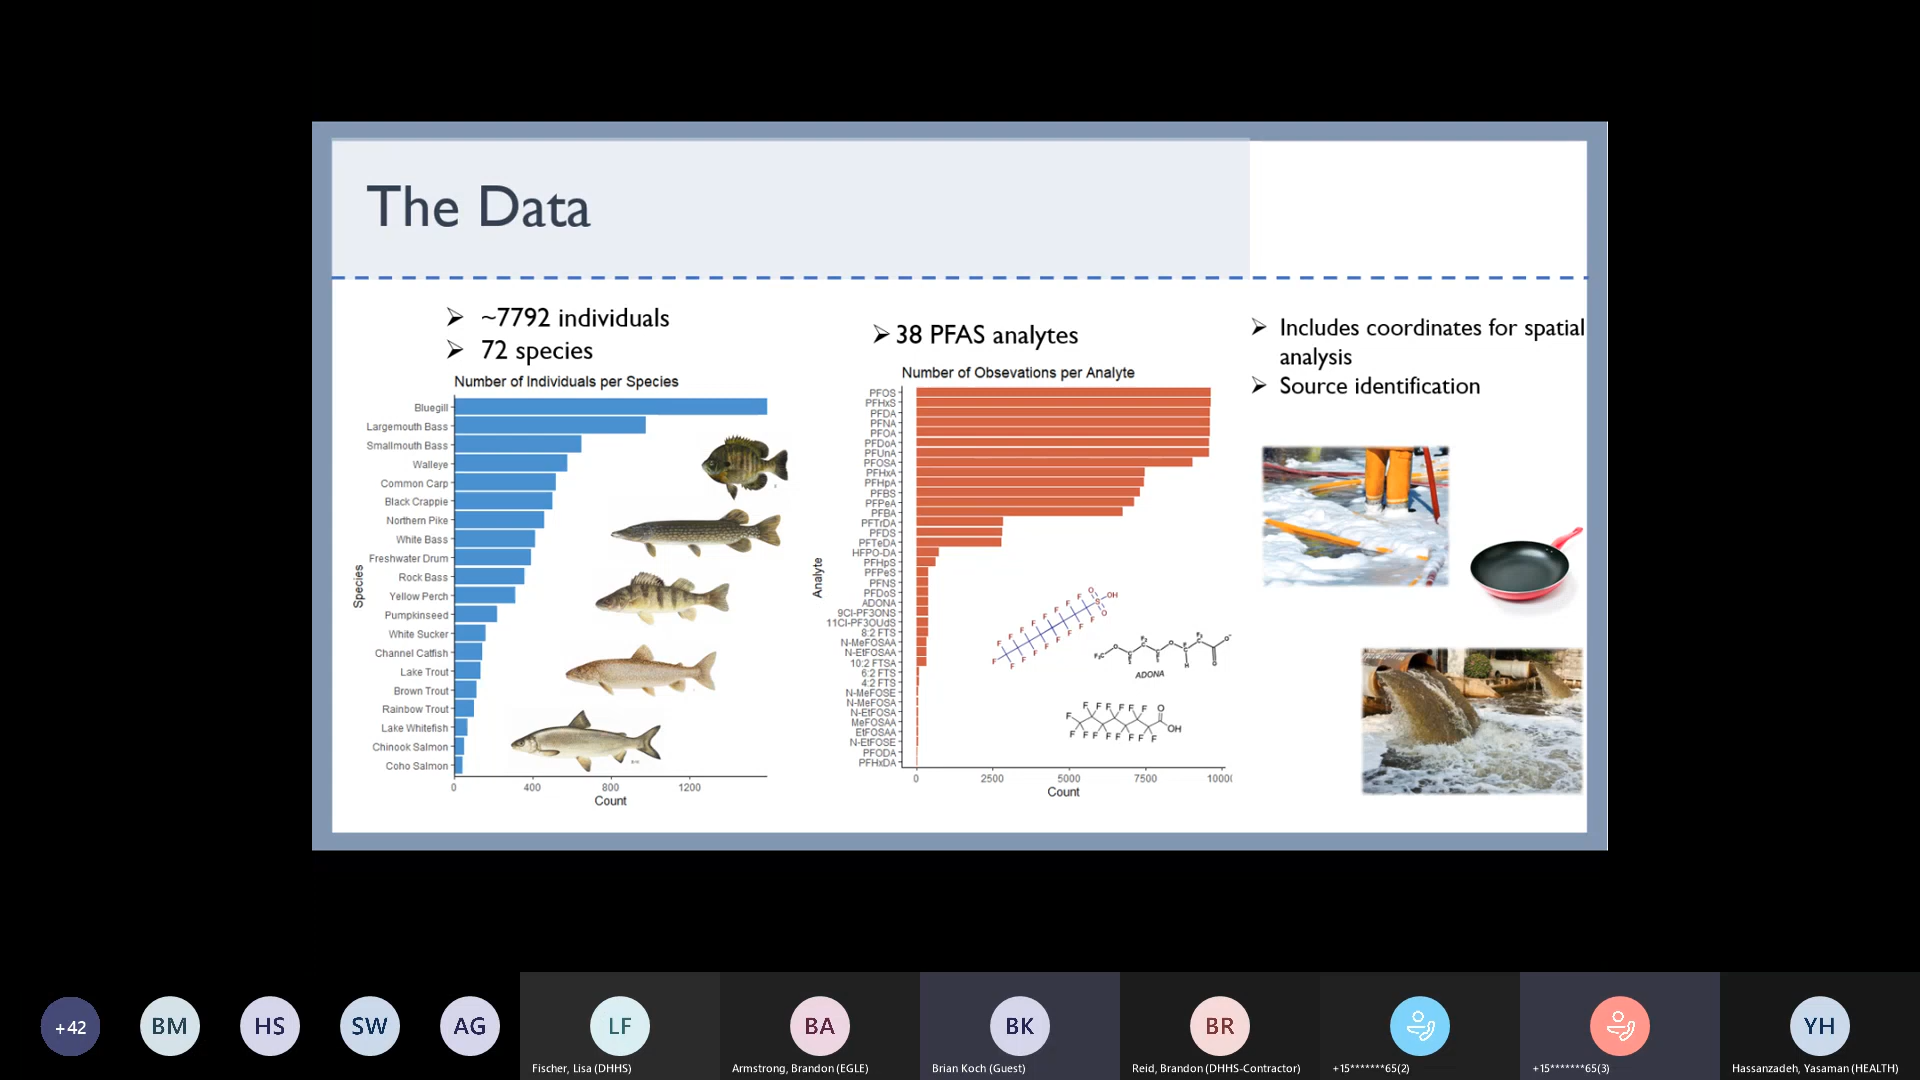 The Data
~7792 individuals
72 species
Number of Individuals per Species
Species
Bluegill
Largemouth Bass
Smallmouth Bass
Walleye
Common Carp
Black Crappie
Northern Pike
White Bass
Freshwater Drum
Rock Bass
Yellow Perch
Pumpkinseed
White Sucker
Channel Catfish
Lake Trout
Brown Trout
Rainbow Trout
Lake Whitefish
Chinook Salmon
Coho Salmon
0 400 800 1200
Count
38 PFAS analytes
Number of Obsevations per Analyte
Analyte
PFOS
PFHxS
PFDA
PFNA
PFOA
PFDoA
PFUnA
PFOSA
PFHxA
PFHpA
PFBS
PFPeA
PFBA
PFTrDA
PFDS
PFTeDA
HFPO-DA
PFHpS
PFPeS
PFNS
PFDoS
ADONA
9Cl-PF3ONS
11Cl-PF3OUdS
8:2 FTS
N-MeFOSAA
N-EtFOSAA
10:2 FTSA
6:2 FTS
4:2 FTS
N-MeFOSE
N-MeFOSA
N-EtFOSA
MeFOSAA
EtFOSAA
N-EtFOSE
PFODA
PFHxDA
0 2500 5000 7500 1000
Count
ADONA
Includes coordinates for spatial
analysis
Source identification
+42
BM
HS
SW
AG
LF
Fischer, Lisa (DHHS)
BA
Armstrong, Brandon (EGLE)
BK
Brian Koch (Guest)
BR
Reid, Brandon (DHHS-Contractor)
+15*******65(2)
+15*******65(3)
YH
Hassanzadeh, Yasaman (HEALTH)